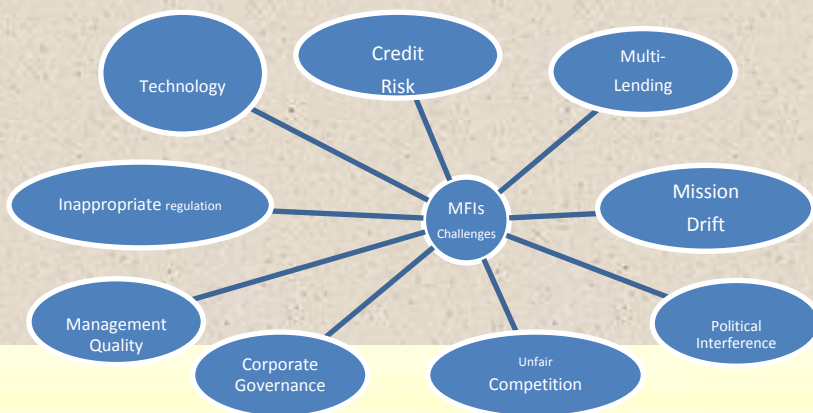 Technology
Credit
Risk
Multi-
Lending
Inappropriate regulation
MFIs
Challenges
Mission
Drift
Management
Quality
Corporate
Governance
Unfair
Competition
Political
Interference